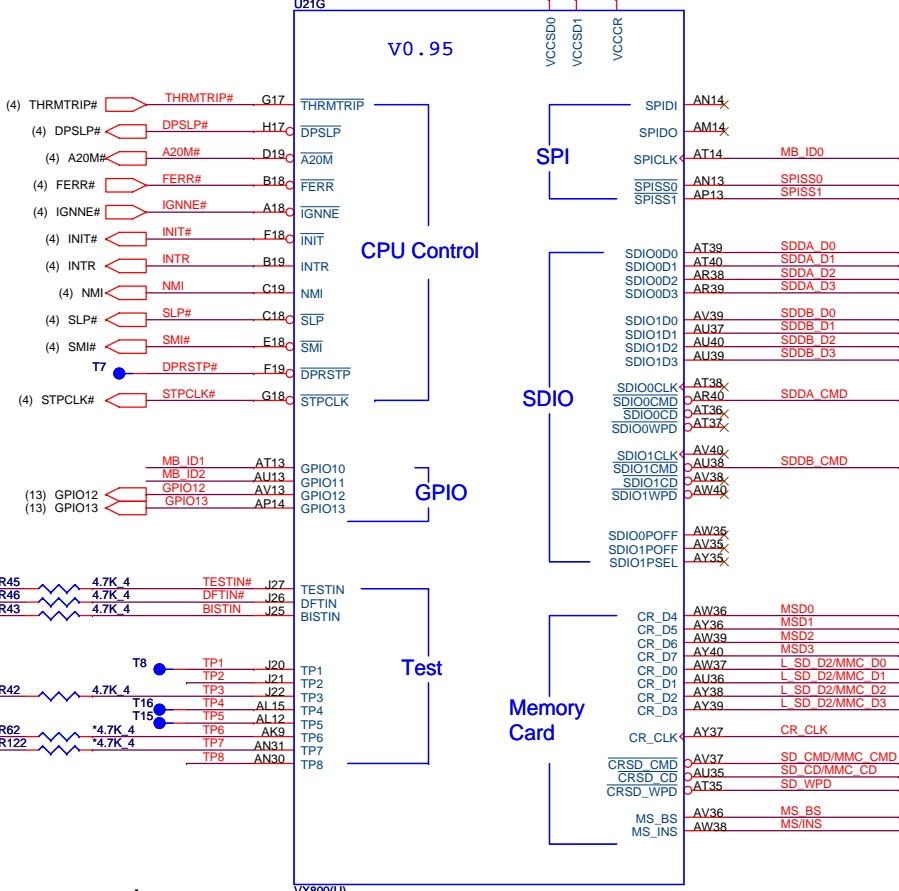 U21G
V0.95
VCCSD0
VCCSD1
VCCCR
(4) THRMTRIP# THRMTRIP# G17 THRMTRIP
(4) DPSLP# DPSLP# H17 DPSLP
(4) A20M# A20M# D19 A20M
(4) FERR# FERR# B18 FERR
(4) IGNNE# IGNNE# A18 IGNNE
(4) INIT# INIT# F18 INIT
(4) INTR INTR B19 INTR
(4) NMI NMI C19 NMI
(4) SLP# SLP# C18 SLP
(4) SMI# SMI# E18 SMI
T7 DPRSTP# F19 DPRSTP
(4) STPCLK# STPCLK# G18 STPCLK
CPU Control
MB_ID1 AT13 GPIO10
MB_ID2 AU13 GPIO11
(13) GPIO12 GPIO12 AV13 GPIO12
(13) GPIO13 GPIO13 AP14 GPIO13
GPIO
R45 4.7K_4 TESTIN# J27 TESTIN
R46 4.7K_4 DFTIN# J26 DFTIN
R43 4.7K_4 BISTIN J25 BISTIN
T8 TP1 J20 TP1
TP2 J21 TP2
R42 4.7K_4 TP3 J22 TP3
T16 TP4 AL15 TP4
T15 TP5 AL12 TP5
R62 *4.7K_4 TP6 AK9 TP6
R122 *4.7K_4 TP7 AN31 TP7
TP8 AN30 TP8
Test
SPI
SPIDI AN14
SPIDO AM14
SPICLK AT14 MB_ID0
SPISS0 AN13 SPISS0
SPISS1 AP13 SPISS1
SDIO
SDIO0D0 AT39 SDDA_D0
SDIO0D1 AT40 SDDA_D1
SDIO0D2 AR38 SDDA_D2
SDIO0D3 AR39 SDDA_D3
SDIO1D0 AV39 SDDB_D0
SDIO1D1 AU37 SDDB_D1
SDIO1D2 AU40 SDDB_D2
SDIO1D3 AU39 SDDB_D3
SDIO0CLK AT38
SDIO0CMD AR40 SDDA_CMD
SDIO0CD AT36
SDIO0WPD AT37
SDIO1CLK AV40
SDIO1CMD AU38 SDDB_CMD
SDIO1CD AV38
SDIO1WPD AW40
SDIO0POFF AW35
SDIO1POFF AV35
SDIO1PSEL AY35
Memory
Card
CR_D4 AW36 MSD0
CR_D5 AY36 MSD1
CR_D6 AW39 MSD2
CR_D7 AY40 MSD3
CR_D0 AW37 L_SD_D2/MMC_D0
CR_D1 AU36 L_SD_D2/MMC_D1
CR_D2 AY38 L_SD_D2/MMC_D2
CR_D3 AY39 L_SD_D2/MMC_D3
CR_CLK AY37 CR_CLK
CRSD_CMD AV37 SD_CMD/MMC_CMD
CRSD_CD AU35 SD_CD/MMC_CD
CRSD_WPD AT35 SD_WPD
MS_BS AV36 MS_BS
MS_INS AW38 MS/INS
VX800(U)